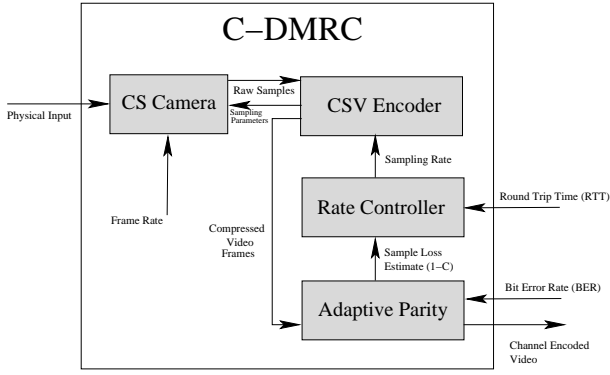 C–DMRC
CS Camera
Raw Samples
CSV Encoder
Physical Input
Sampling
Parameters
Sampling Rate
Frame Rate
Compressed
Video
Frames
Rate Controller
Round Trip Time (RTT)
Sample Loss
Estimate (1–C)
Adaptive Parity
Bit Error Rate (BER)
Channel Encoded
Video